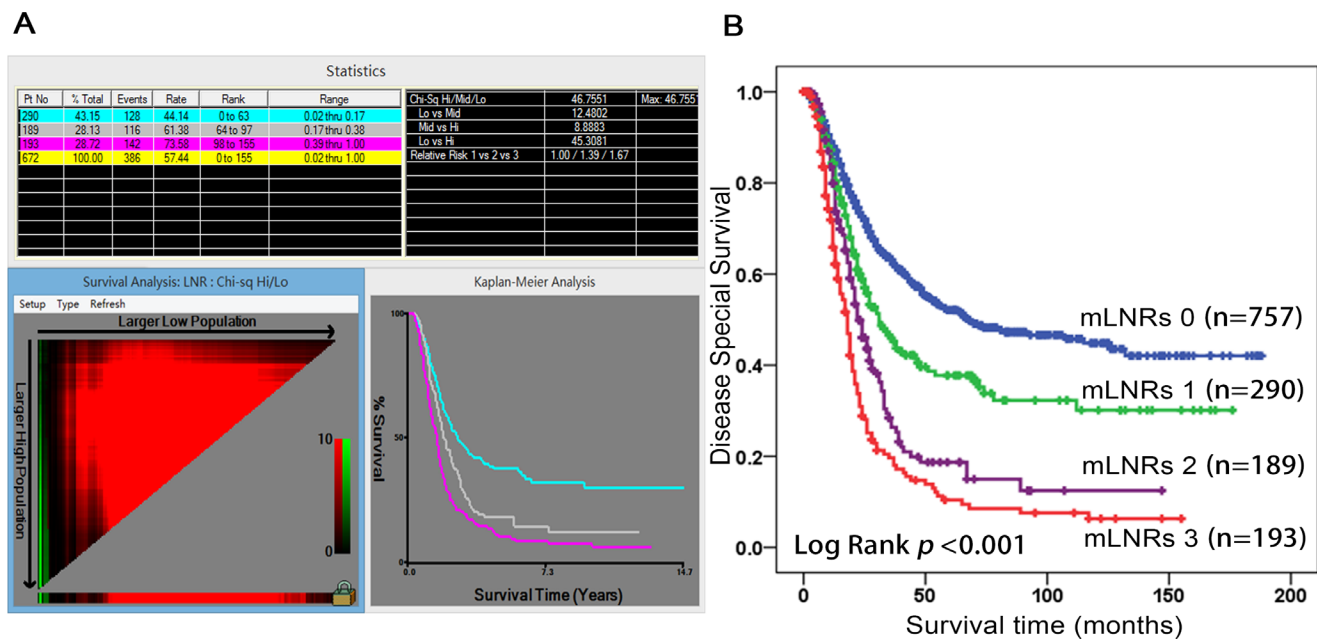 A
Statistics
Pt No % Total Events Rate Rank Range
290 43.15 128 44.14 0 to 63 0.02 thru 0.17
189 28.13 116 61.38 64 to 97 0.17 thru 0.38
193 28.72 142 73.58 98 to 155 0.39 thru 1.00
672 100.00 386 57.44 0 to 155 0.02 thru 1.00
Chi-Sq Hi/Mid/Lo 46.7551 Max: 46.7551
Lo vs Mid 12.4802
Mid vs Hi 8.8883
Lo vs Hi 45.3081
Relative Risk 1 vs 2 vs 3 1.00 / 1.39 / 1.67
Survival Analysis: LNR : Chi-sq Hi/Lo
Setup Type Refresh
Larger Low Population
Larger High Population
10
0
Kaplan-Meier Analysis
100
50
0
% Survival
0.0 7.3 14.7
Survival Time (Years)
B
Disease Special Survival
1.0
0.8
0.6
0.4
0.2
0.0
mLNRs 0 (n=757)
mLNRs 1 (n=290)
mLNRs 2 (n=189)
mLNRs 3 (n=193)
Log Rank p <0.001
0 50 100 150 200
Survival time (months)